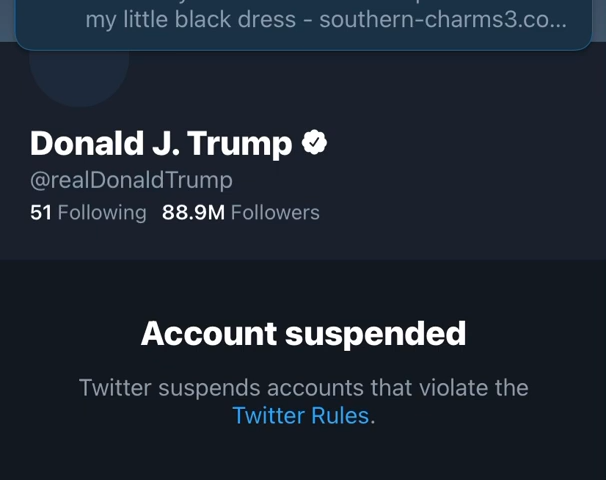 my little black dress - southern-charms3.co...
Donald J. Trump
@realDonaldTrump
51 Following 88.9M Followers
Account suspended
Twitter suspends accounts that violate the
Twitter Rules.